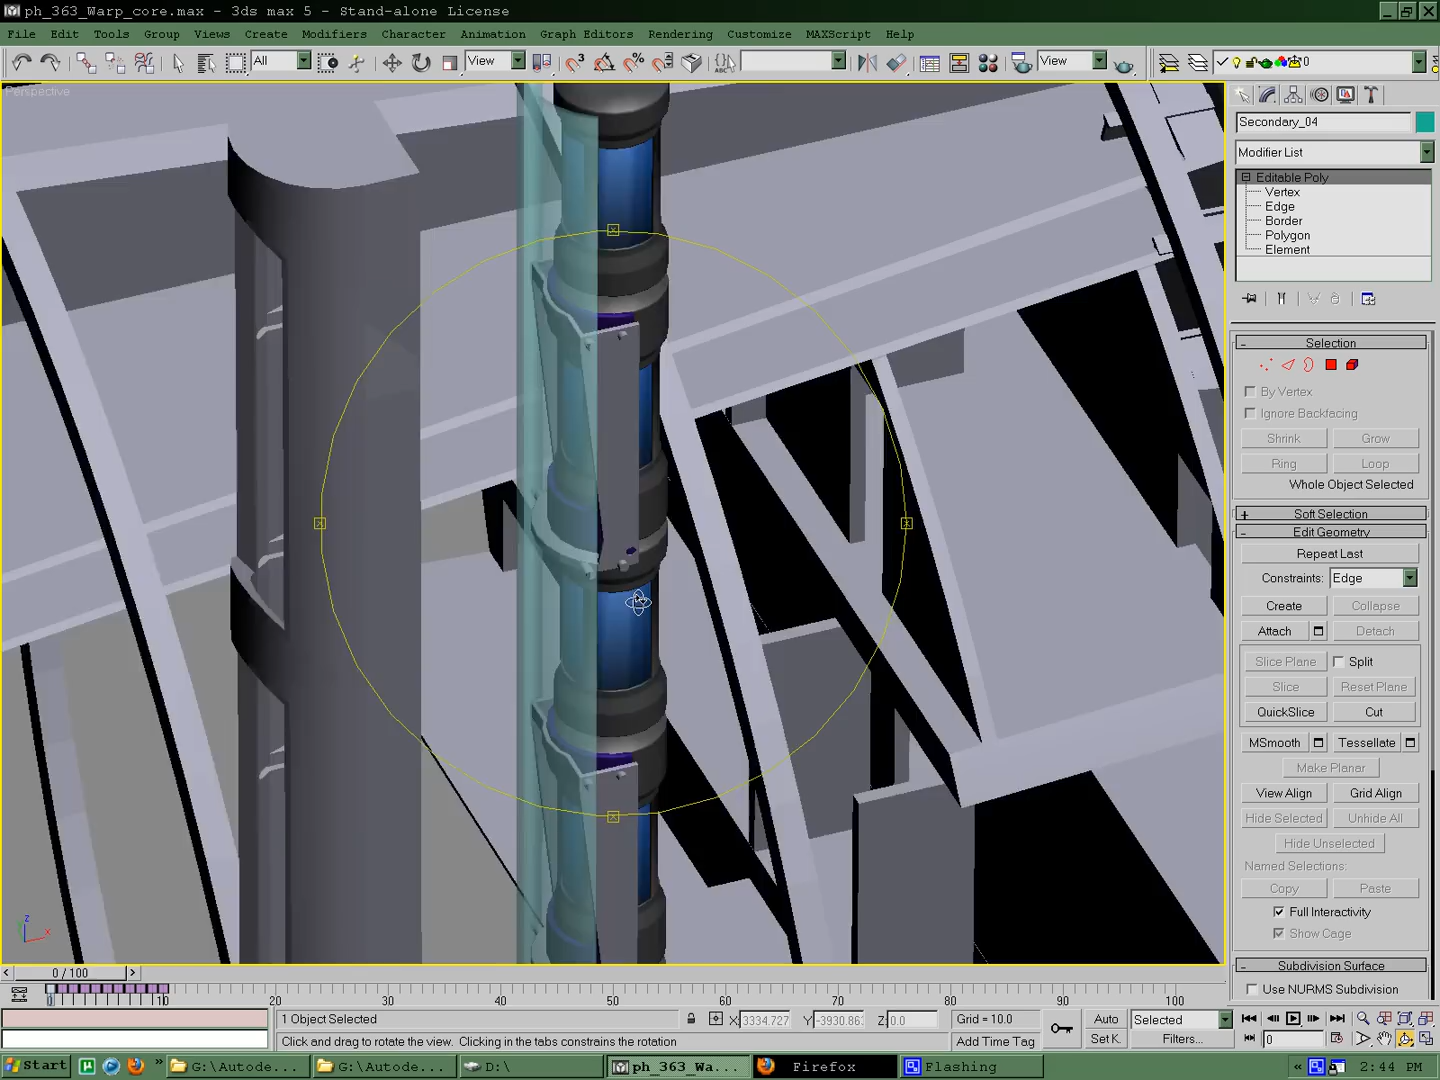 ph_363_Warp_core.max - 3ds max 5 - Stand-alone License
File Edit Tools Group Views Create Modifiers Character Animation Graph Editors Rendering Customize MAXScript Help
All View View 0
Perspective
Secondary_04
Modifier List
Editable Poly
Vertex
Edge
Border
Polygon
Element
Selection
By Vertex
Ignore Backfacing
Shrink Grow
Ring Loop
Whole Object Selected
Soft Selection
Edit Geometry
Repeat Last
Constraints: Edge
Create Collapse
Attach Detach
Slice Plane Split
Slice Reset Plane
QuickSlice Cut
MSmooth Tessellate
Make Planar
View Align Grid Align
Hide Selected Unhide All
Hide Unselected
Named Selections:
Copy Paste
Full Interactivity
Show Cage
Subdivision Surface
Use NURMS Subdivision
z
x
0 / 100
0 10 20 30 40 50 60 70 80 90 100
1 Object Selected X: 3334.727 Y: -3930.86 Z: 0.0 Grid = 10.0 Auto Selected
Click and drag to rotate the view. Clicking in the tabs constrains the rotation Add Time Tag Set K. Filters... 0
Start » G:\Autode... G:\Autode... D:\ ph_363_Wa... Firefox Flashing « 2:44 PM